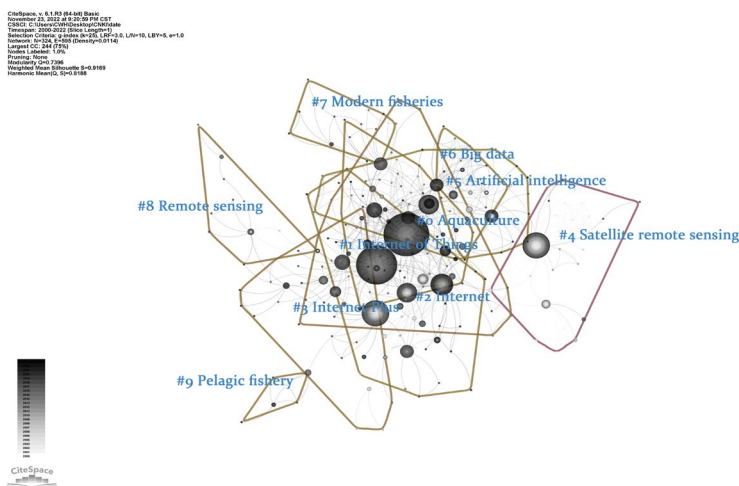 CiteSpace, v. 6.1.R3 (64-bit) Basic
November 23, 2022 at 9:20:59 PM CST
CSSCI: C:\Users\CWH\Desktop\CNKI\date
Timespan: 2000-2022 (Slice Length=1)
Selection Criteria: g-index (k=25), LRF=3.0, L/N=10, LBY=5, e=1.0
Network: N=324, E=595 (Density=0.0114)
Largest CC: 244 (75%)
Nodes Labeled: 1.0%
Pruning: None
Modularity Q=0.7396
Weighted Mean Silhouette S=0.9169
Harmonic Mean(Q, S)=0.8188
#7 Modern fisheries
#6 Big data
#5 Artificial intelligence
#8 Remote sensing
#0 Aquaculture
#4 Satellite remote sensing
#1 Internet of Things
#2 Internet
#3 Internet Plus
#9 Pelagic fishery
CiteSpace